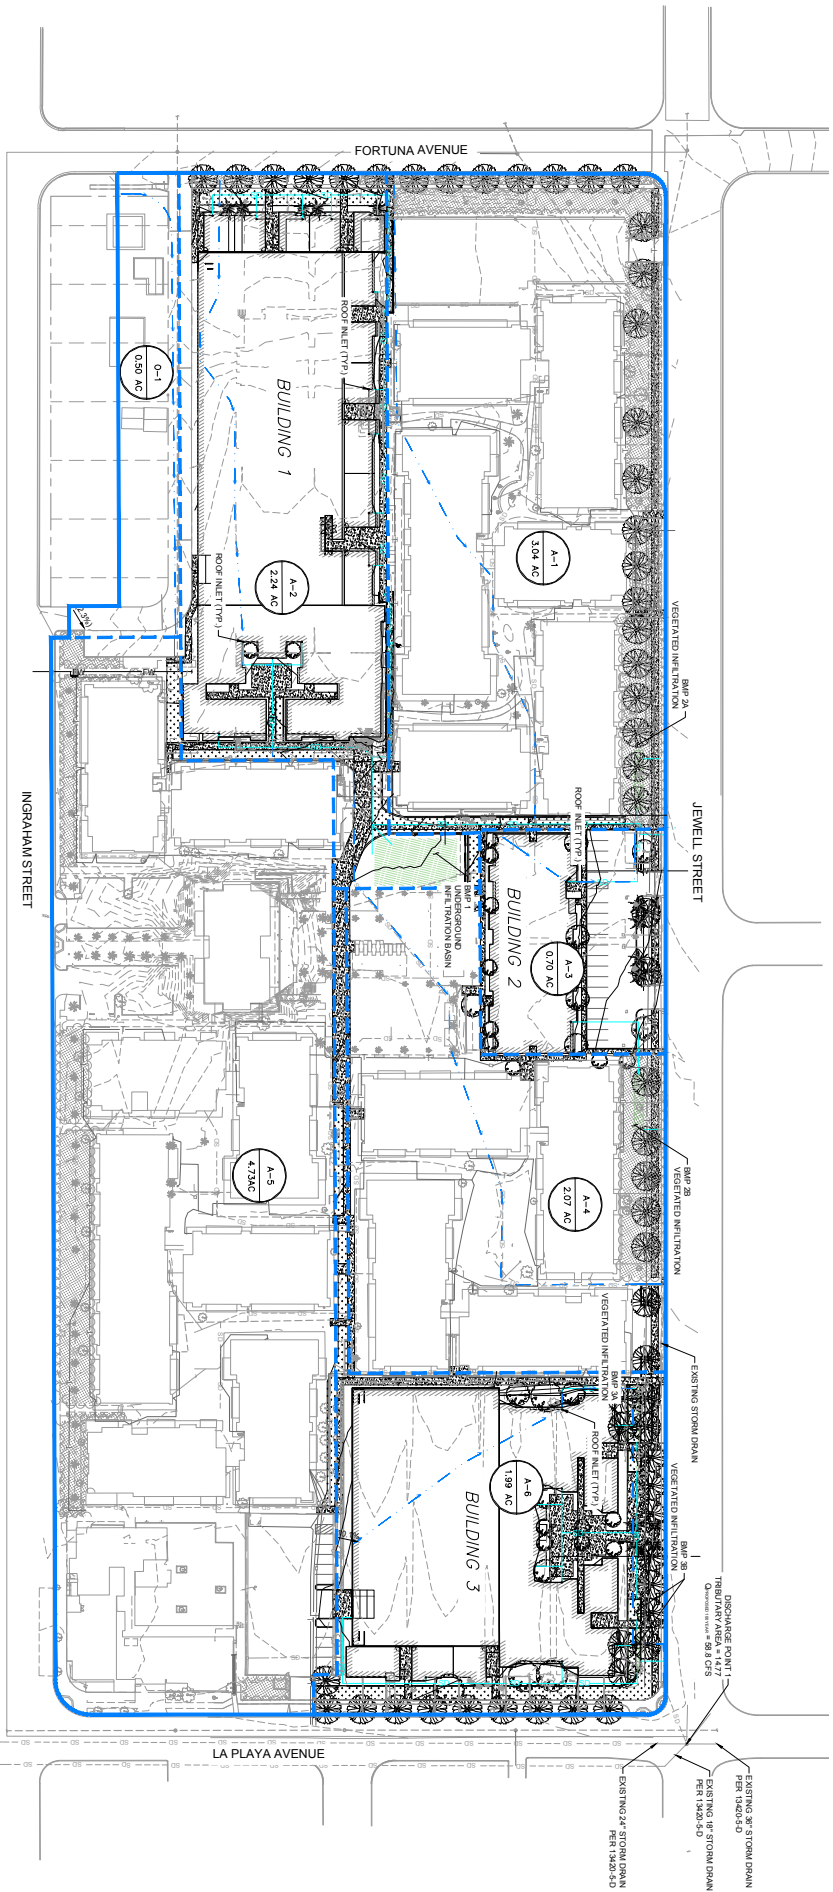 FORTUNA AVENUE
ROOF INLET (TYP.)
BUILDING 1
O-1
0.50 AC
A-1
3.04 AC
A-2
2.24 AC
ROOF INLET (TYP.)
BMP 2A
VEGETATED INFILTRATION
ROOF INLET (TYP.)
JEWELL STREET
INGRAHAM STREET
BMP 1
UNDERGROUND
INFILTRATION BASIN
BUILDING 2
A-3
0.70 AC
BMP 2B
VEGETATED INFILTRATION
A-5
4.73AC
A-4
2.07 AC
BMP 3A
VEGETATED INFILTRATION
EXISTING STORM DRAIN
ROOF INLET (TYP.)
A-6
1.99 AC
BMP 3B
VEGETATED INFILTRATION
BUILDING 3
DISCHARGE POINT 1
TRIBUTARY AREA = 14.77
= 58.8 CFS
LA PLAYA AVENUE
EXISTING 36" STORM DRAIN
PER 13420-5-D
EXISTING 18" STORM DRAIN
PER 13420-5-D
EXISTING 24" STORM DRAIN
PER 13420-5-D